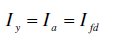 I_y = I_a = I_fd